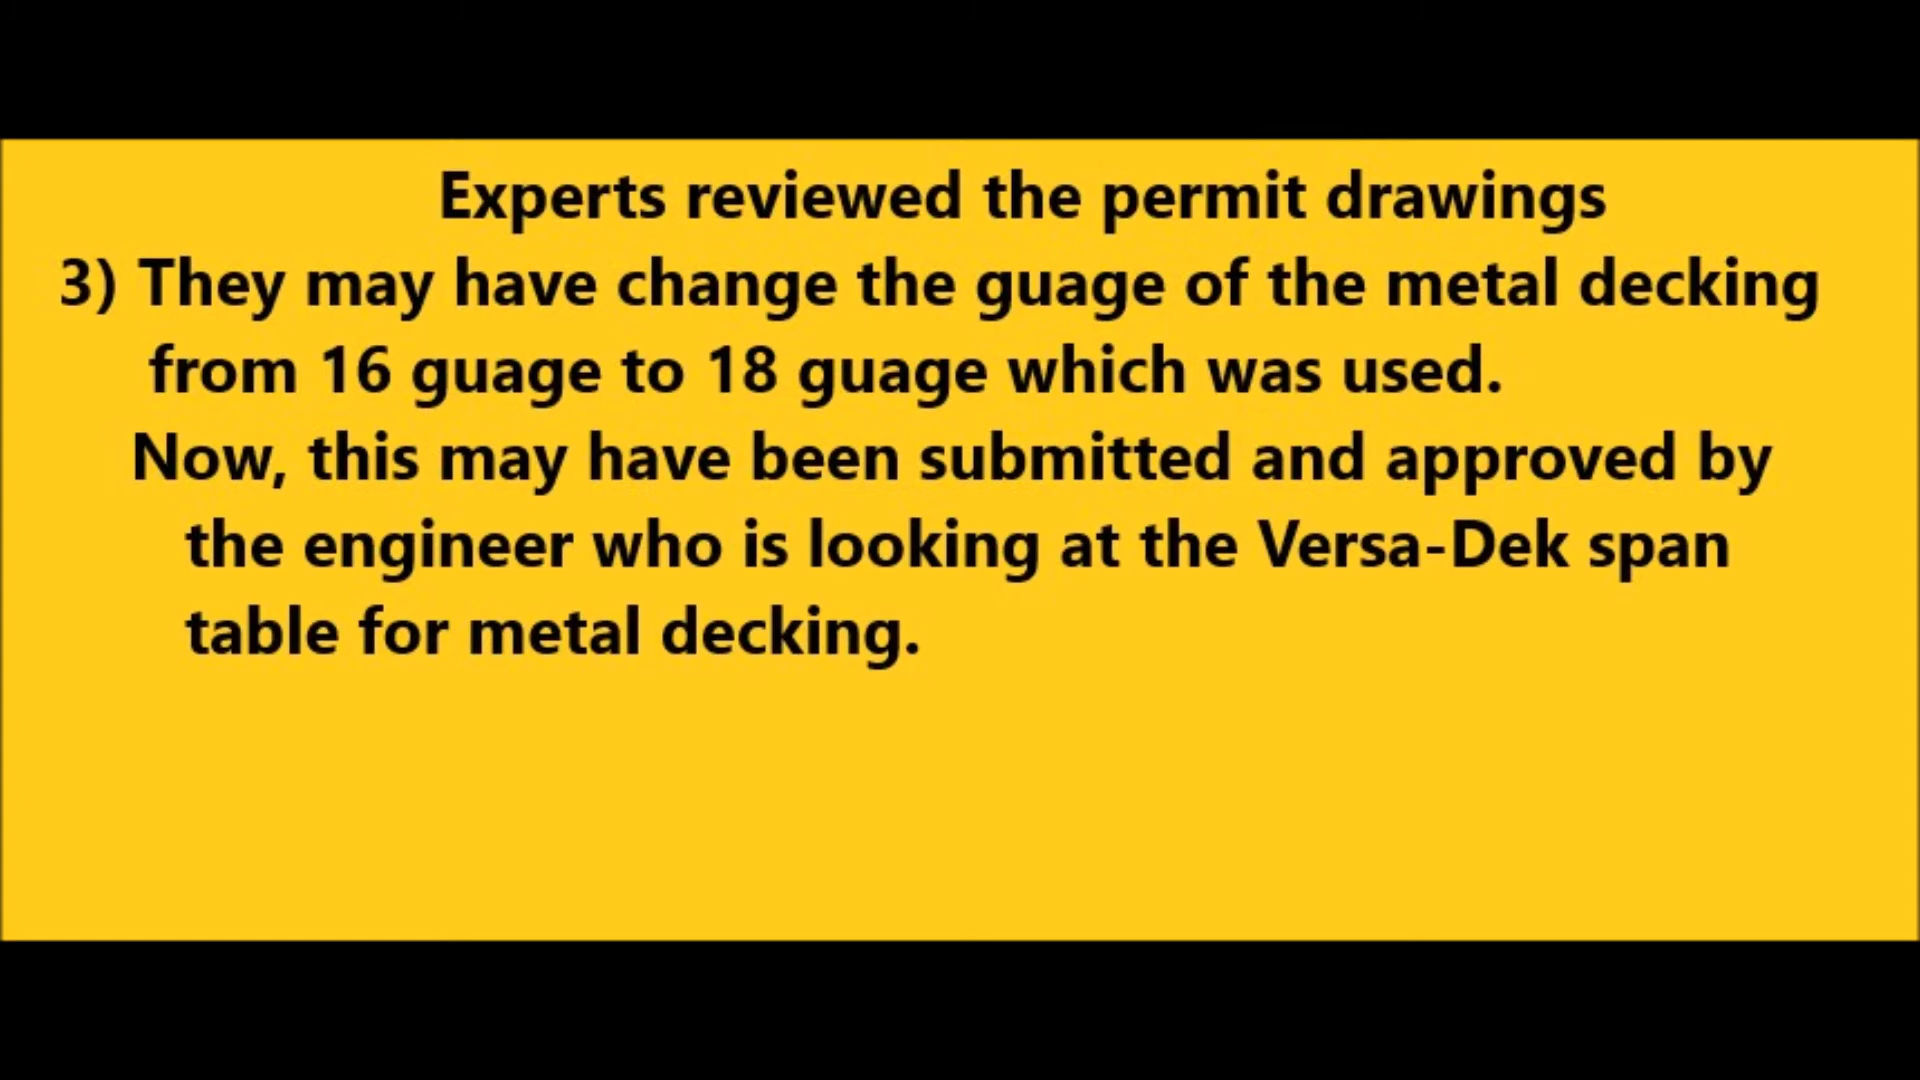 Experts reviewed the permit drawings
3) They may have change the guage of the metal decking
from 16 guage to 18 guage which was used.
Now, this may have been submitted and approved by
the engineer who is looking at the Versa-Dek span
table for metal decking.